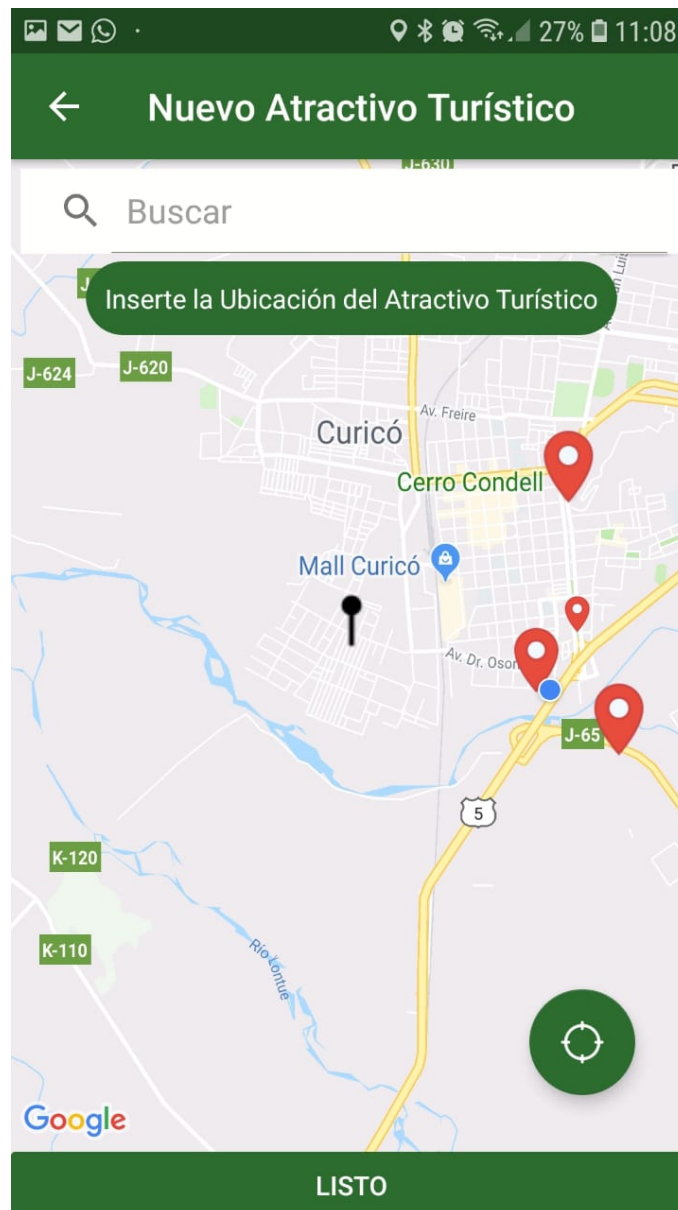 27% 11:08
Nuevo Atractivo Turístico
J-630
Buscar
Inserte la Ubicación del Atractivo Turístico
J-624
J-620
Av. Freire
Curicó
Cerro Condell
Mall Curicó
Av. Dr.
J-65
5
K-120
K-110
Río Lontue
Google
LISTO